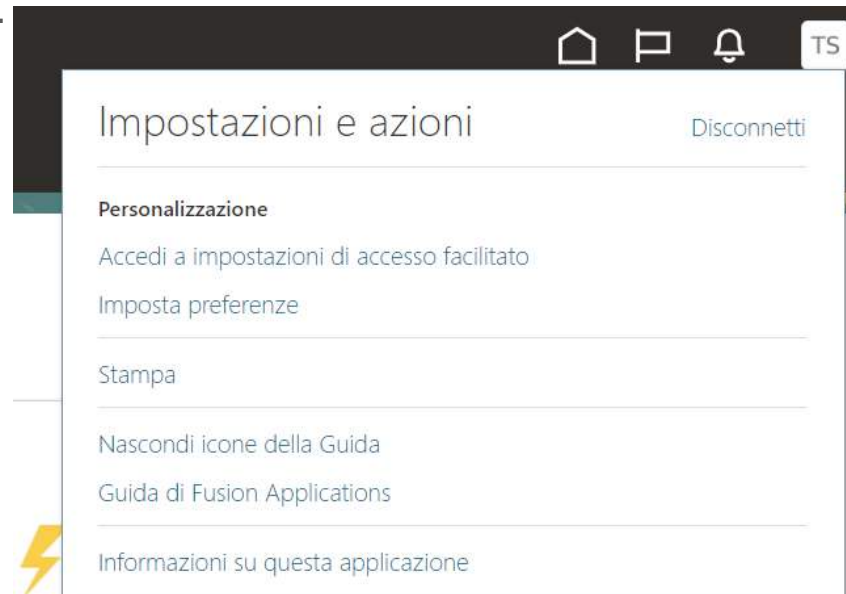 TS
Impostazioni e azioni
Disconnetti
Personalizzazione
Accedi a impostazioni di accesso facilitato
Imposta preferenze
Stampa
Nascondi icone della Guida
Guida di Fusion Applications
Informazioni su questa applicazione